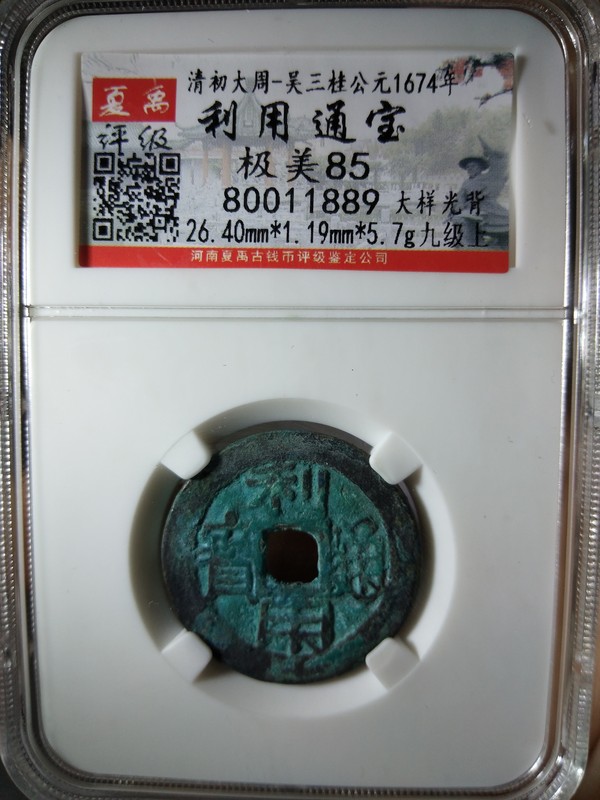 清初大周-吴三桂公元1674年
夏禹
评级
利用通宝
极美85
80011889 大样光背
26.40mm*1.19mm*5.7g九级上
河南夏禹古钱币评级鉴定公司
利
寳 通
用